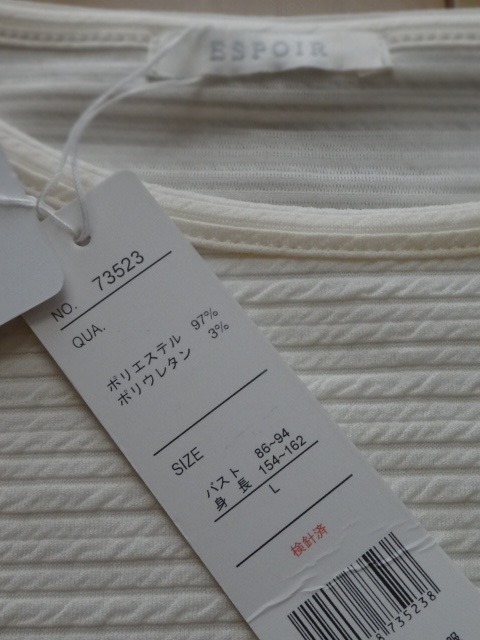 ESPOIR
NO. 73523
QUA.
ポリエステル 97%
ポリウレタン 3%
SIZE
バスト 86~94
身長 154~162
L
検針済
8735238